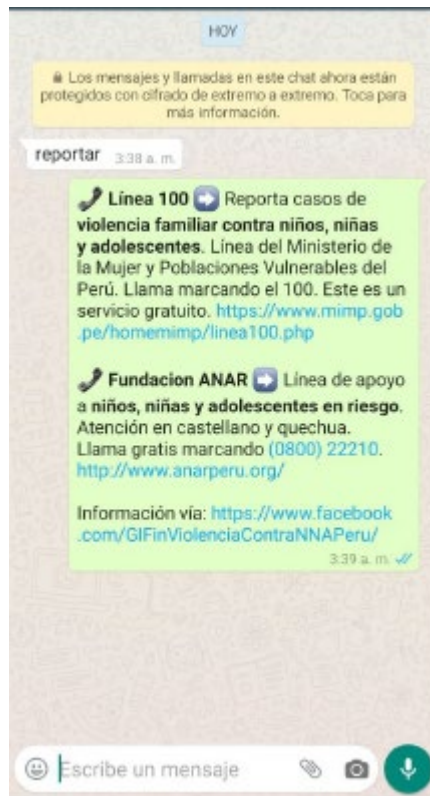 HOY
Los mensajes y llamadas en este chat ahora están
protegidos con cifrado de extremo a extremo. Toca para
más información.
reportar 3:38 a. m.
Línea 100 ➡ Reporta casos de
violencia familiar contra niños, niñas
y adolescentes. Línea del Ministerio de
la Mujer y Poblaciones Vulnerables del
Perú. Llama marcando el 100. Este es un
servicio gratuito. https://www.mimp.gob
.pe/homemimp/linea100.php
Fundacion ANAR ➡ Línea de apoyo
a niños, niñas y adolescentes en riesgo.
Atención en castellano y quechua.
Llama gratis marcando (0800) 22210.
http://www.anarperu.org/
Información vía: https://www.facebook
.com/GIFinViolenciaContraNNAPeru/
3:39 a. m.
Escribe un mensaje